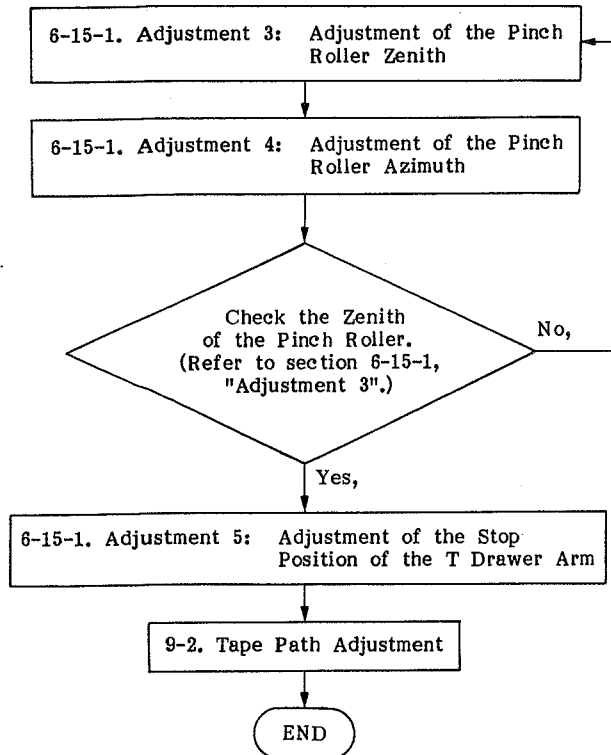 6-15-1. Adjustment 3: Adjustment of the Pinch
Roller Zenith
6-15-1. Adjustment 4: Adjustment of the Pinch
Roller Azimuth
Check the Zenith
of the Pinch Roller.
(Refer to section 6-15-1,
"Adjustment 3".)
No,
Yes,
6-15-1. Adjustment 5: Adjustment of the Stop
Position of the T Drawer Arm
9-2. Tape Path Adjustment
END